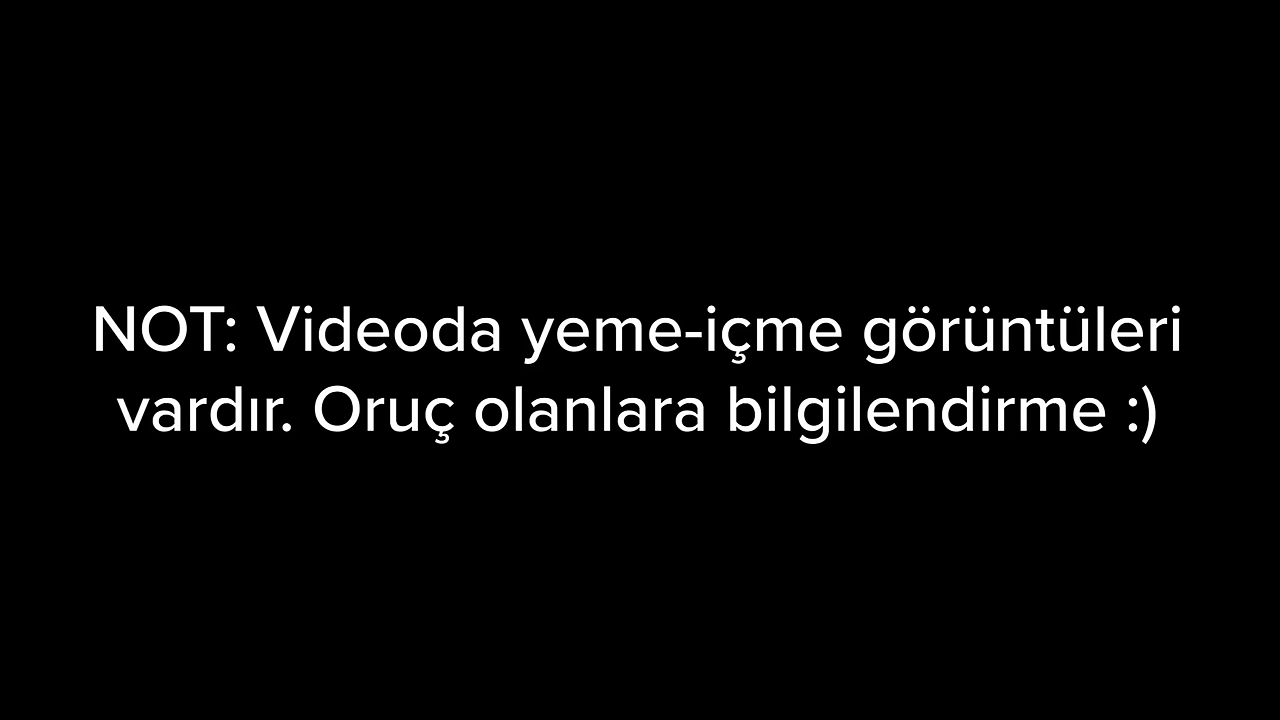 NOT: Videoda yeme-içme görüntüleri
vardır. Oruç olanlara bilgilendirme :)